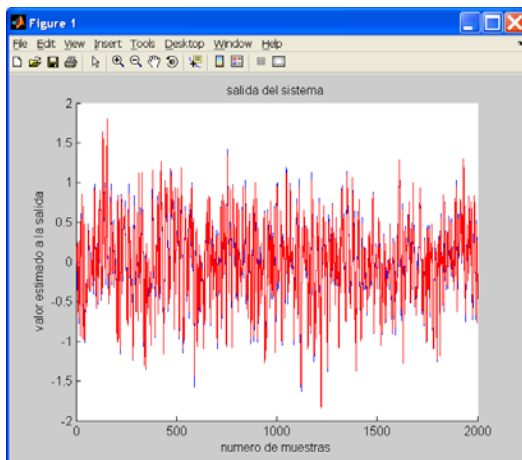 Figure 1
File Edit View Insert Tools Desktop Window Help
salida del sistema
valor estimado a la salida
2
1.5
1
0.5
0
-0.5
-1
-1.5
-2
0 500 1000 1500 2000
numero de muestras